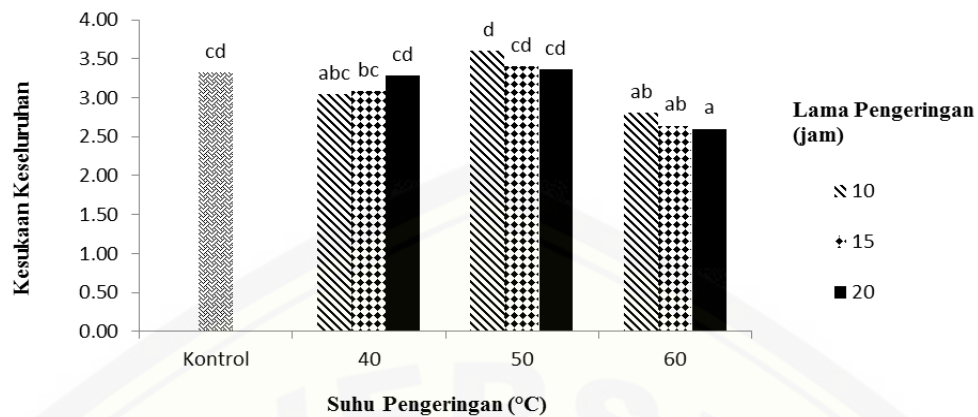 4.00
3.50
3.00
2.50
2.00
1.50
1.00
0.50
0.00
Kesukaan Keseluruhan
cd
abc bc cd
d cd cd
ab ab a
Kontrol 40 50 60
Suhu Pengeringan (°C)
Lama Pengeringan
(jam)
10
15
20